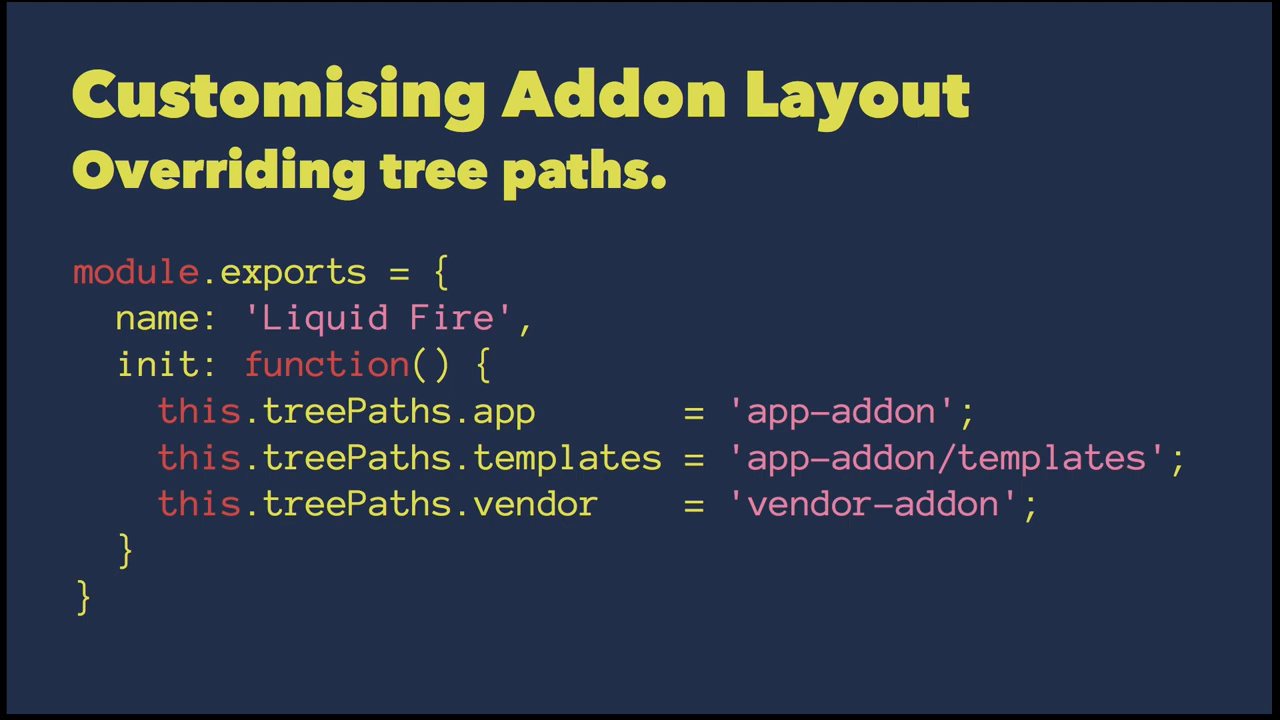 Customising Addon Layout
Overriding tree paths.
module.exports = {
  name: 'Liquid Fire',
  init: function() {
    this.treePaths.app       = 'app-addon';
    this.treePaths.templates = 'app-addon/templates';
    this.treePaths.vendor    = 'vendor-addon';
  }
}